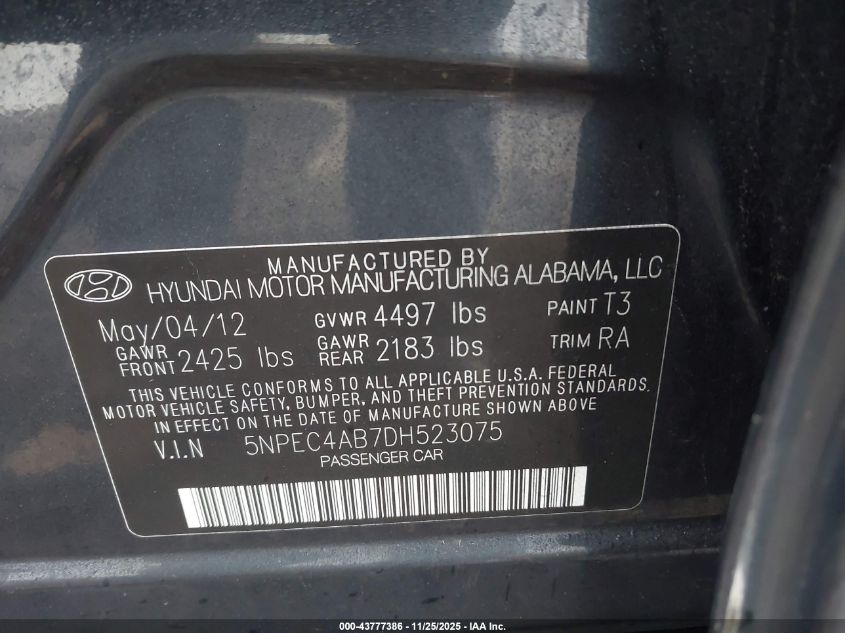 MANUFACTURED BY
HYUNDAI MOTOR MANUFACTURING ALABAMA, LLC
May/04/12 GVWR 4497 lbs PAINT T3
GAWR FRONT 2425 lbs GAWR REAR 2183 lbs TRIM RA
THIS VEHICLE CONFORMS TO ALL APPLICABLE U.S.A. FEDERAL
MOTOR VEHICLE SAFETY, BUMPER, AND THEFT PREVENTION STANDARDS
IN EFFECT ON THE DATE OF MANUFACTURE SHOWN ABOVE
V.I.N 5NPEC4AB7DH523075
PASSENGER CAR
000-43777386 - 11/25/2025 - IAA Inc.